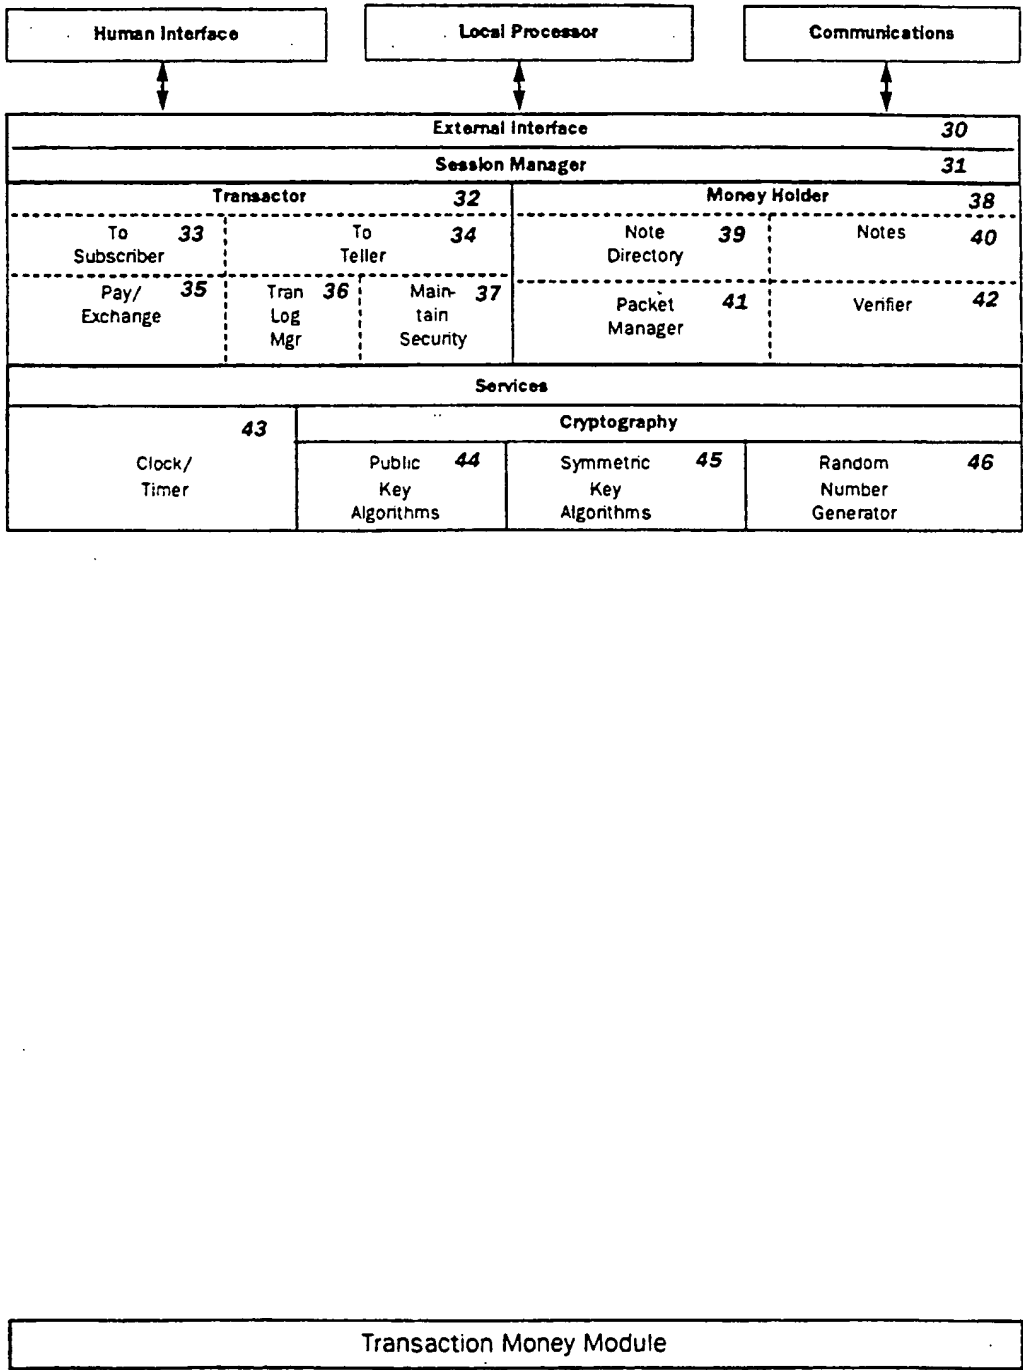 Human Interface
Local Processor
Communications
External Interface 30
Session Manager 31
Transactor 32
Money Holder 38
To 33
Subscriber
To 34
Teller
Note 39
Directory
Notes 40
Pay/ 35
Exchange
Tran 36
Log
Mgr
Main- 37
tain
Security
Packet 41
Manager
Verifier 42
Services
43
Clock/
Timer
Cryptography
Public 44
Key
Algorithms
Symmetric 45
Key
Algorithms
Random 46
Number
Generator
Transaction Money Module